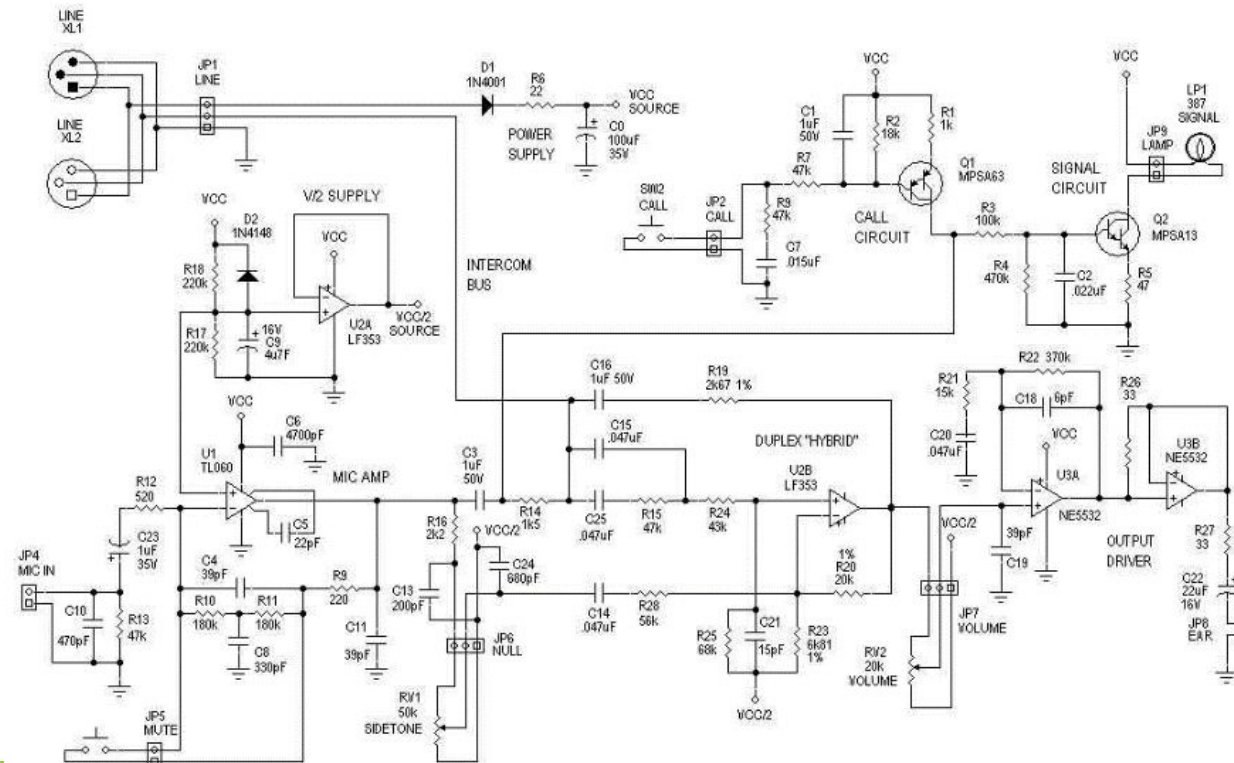 LINE
XL1
JP1
LINE
LINE
XL2
D1
1N4001
R6
22
VCC
SOURCE
POWER
SUPPLY
+
C0
100uF
35V
VCC
C1
1uF
50V
R2
18k
R1
1k
R7
47k
Q1
MPSA63
SW2
CALL
JP2
CALL
R9
47k
C7
.015uF
CALL
CIRCUIT
VCC
LP1
387
SIGNAL
JP9
LAMP
SIGNAL
CIRCUIT
R3
100k
Q2
MPSA13
R4
470k
C2
.022uF
R5
47
VCC
V/2 SUPPLY
D2
1N4148
VCC
R18
220k
R17
220k
16V
C9
4u7F
U2A
LF353
VCC/2
SOURCE
INTERCOM
BUS
VCC
C6
4700pF
U1
TL060
MIC AMP
R12
520
C5
22pF
C23
1uF
35V
JP4
MIC IN
C10
470pF
R13
47k
C4
39pF
R10
180k
R11
180k
R9
220
C8
330pF
C11
39pF
JP5
MUTE
C3
1uF
50V
R16
2k2
VCC/2
C24
680pF
C13
200pF
JP6
NULL
RV1
50k
SIDETONE
C16
1uF 50V
R19
2k67 1%
C15
.047uF
DUPLEX "HYBRID"
R14
1k5
C25
.047uF
R15
47k
R24
43k
U2B
LF353
C14
.047uF
R28
56k
1%
R20
20k
R25
68k
C21
15pF
R23
6k81
1%
VCC/2
R22 370k
R21
15k
C18
6pF
C20
.047uF
VCC
U3A
NE5532
R26
33
U3B
NE5532
VCC/2
39pF
C19
OUTPUT
DRIVER
R27
33
C22
22uF
16V
JP8
EAR
JP7
VOLUME
RV2
20k
VOLUME